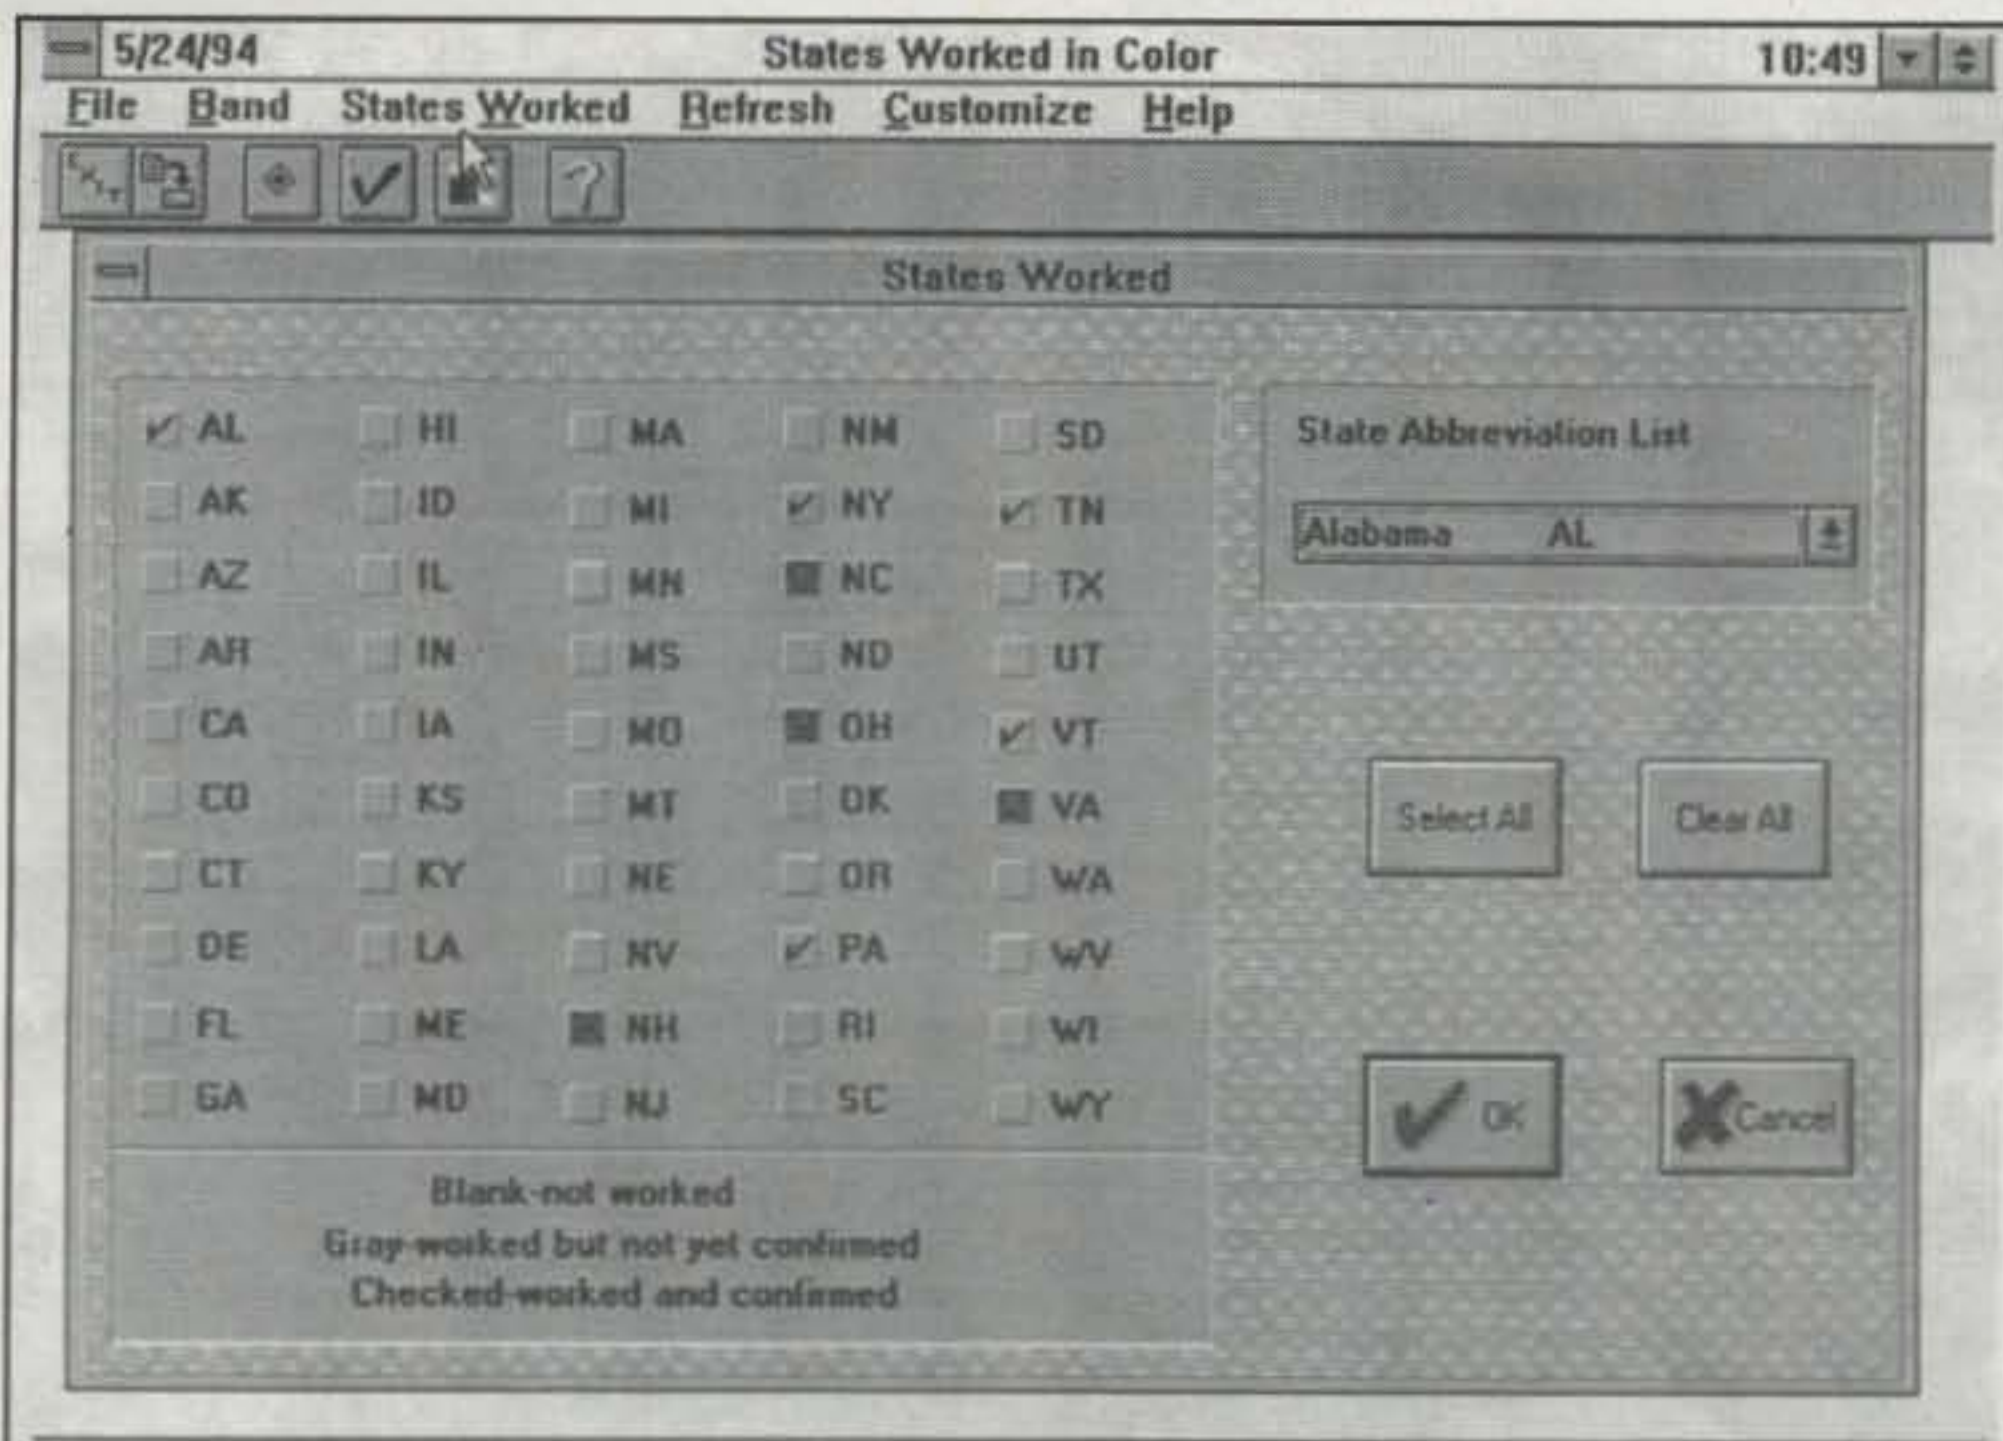 5/24/94 States Worked in Color 10:49
File Band States Worked Refresh Customize Help
EXIT ?
States Worked
AL HI MA NM SD
AK ID MI NY TN
AZ IL MN NC TX
AR IN MS ND UT
CA IA MO OH VT
CO KS MT OK VA
CT KY NE OR WA
DE LA NV PA WV
FL ME NH RI WI
GA MD NJ SC WY
State Abbreviation List
Alabama AL
Select All Clear All
OK Cancel
Blank-not worked
Gray-worked but not yet confirmed
Checked-worked and confirmed